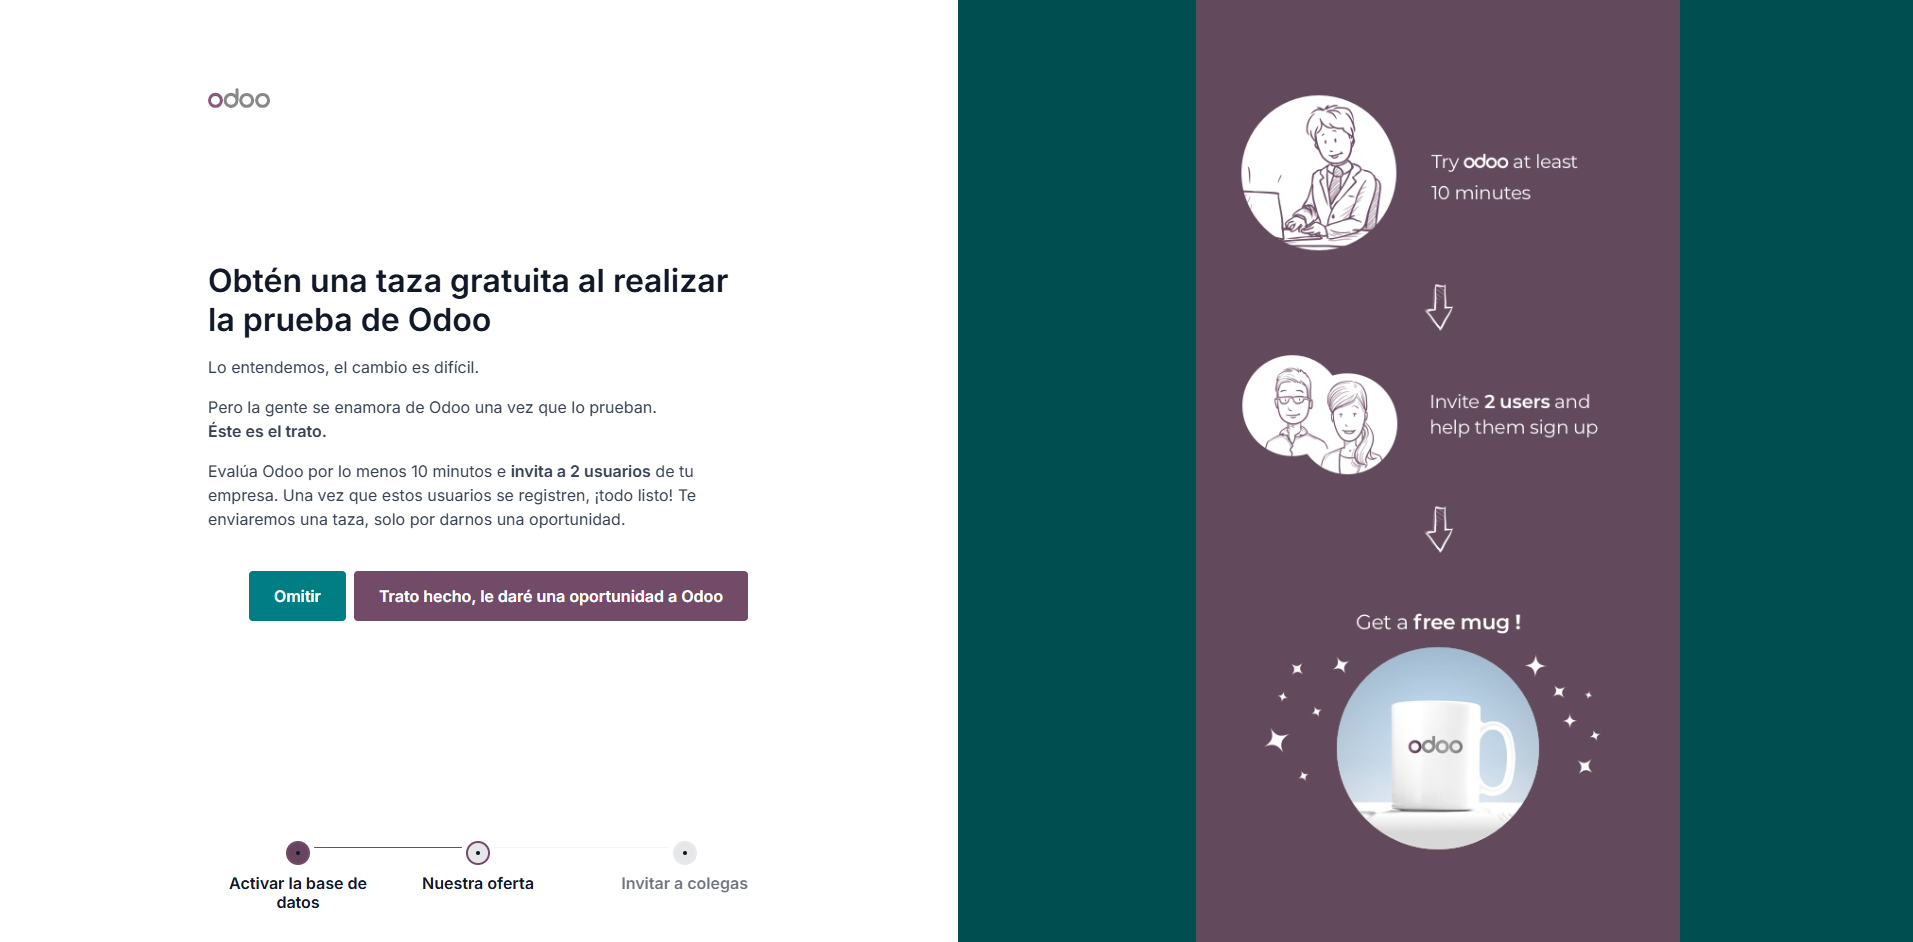 odoo
Obtén una taza gratuita al realizar
la prueba de Odoo
Lo entendemos, el cambio es difícil.
Pero la gente se enamora de Odoo una vez que lo prueban.
Éste es el trato.
Evalúa Odoo por lo menos 10 minutos e invita a 2 usuarios de tu
empresa. Una vez que estos usuarios se registren, ¡todo listo! Te
enviaremos una taza, solo por darnos una oportunidad.
Omitir
Trato hecho, le daré una oportunidad a Odoo
Activar la base de
datos
Nuestra oferta
Invitar a colegas
Try odoo at least
10 minutes
Invite 2 users and
help them sign up
Get a free mug !
odoo